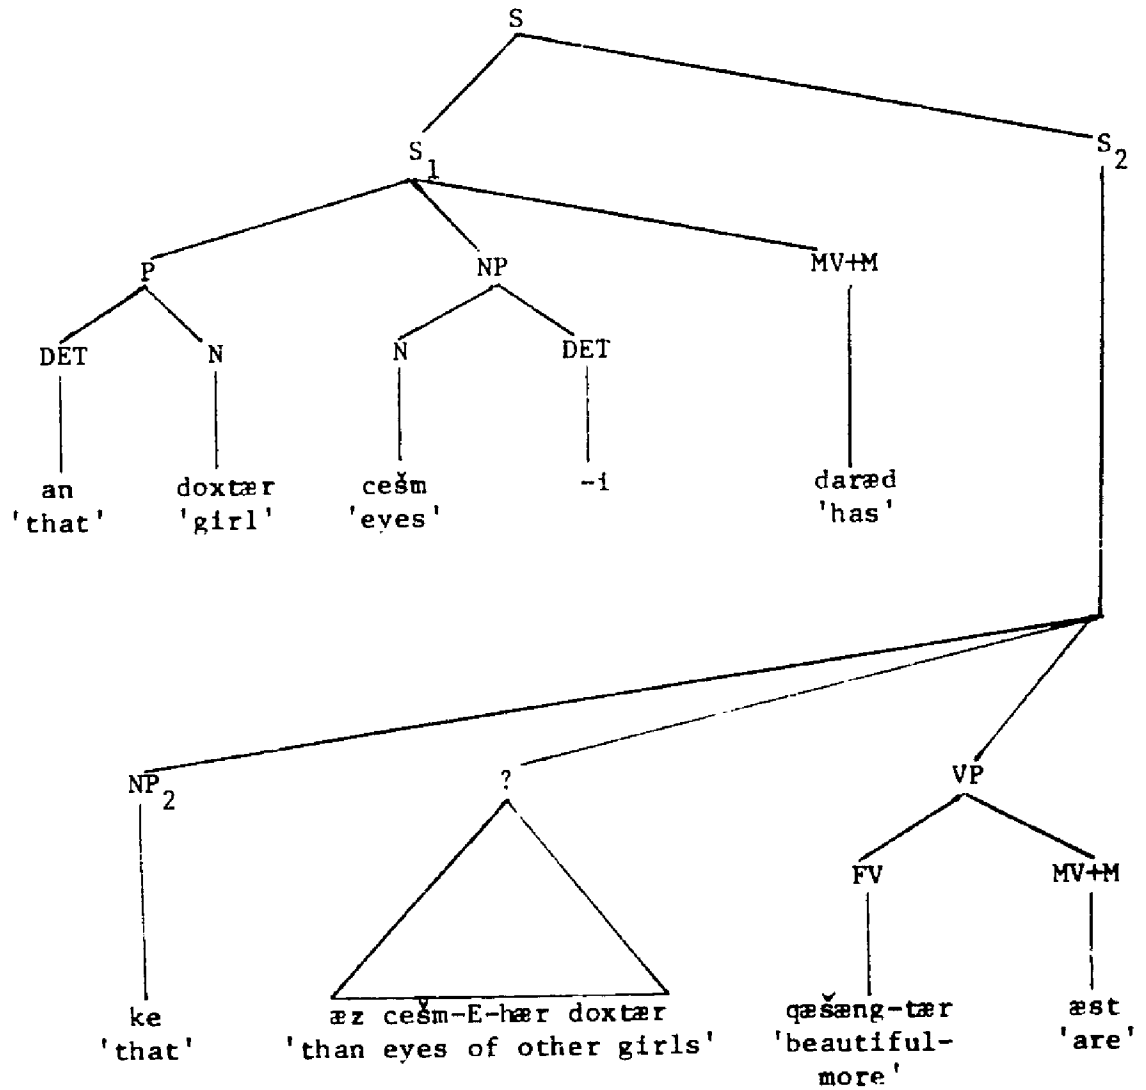 S
S1 S2
P NP MV+M
DET N N DET
an doxtær cešm -i daræd
'that' 'girl' 'eyes' 'has'
NP2 ? VP
FV MV+M
ke æz cešm-E-hær doxtær qæšæng-tær æst
'that' 'than eyes of other girls' 'beautiful- 'are'
more'